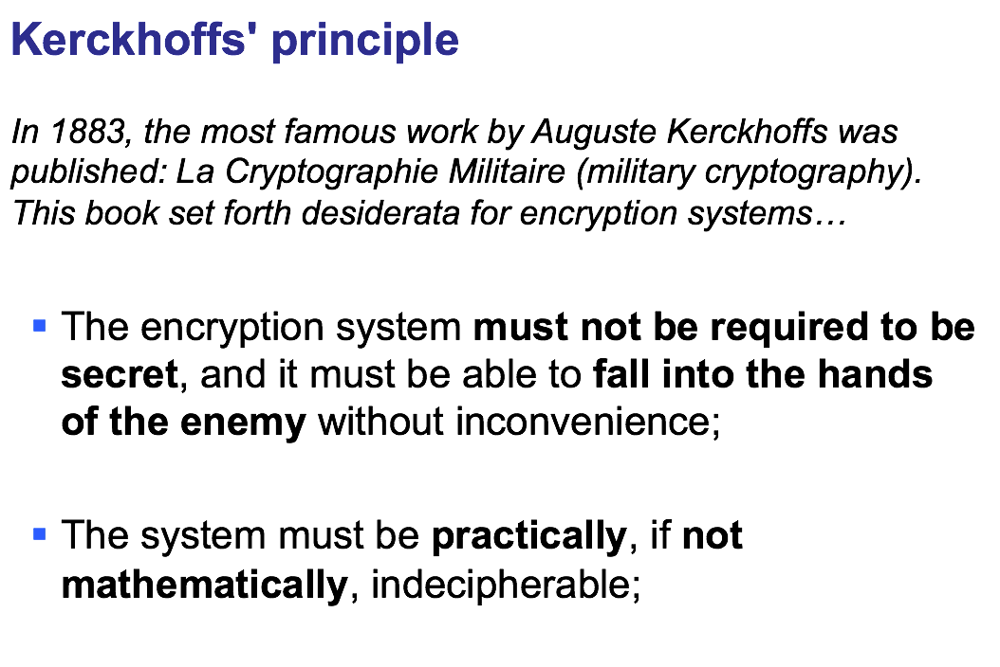 Kerckhoffs' principle
In 1883, the most famous work by Auguste Kerckhoffs was
published: La Cryptographie Militaire (military cryptography).
This book set forth desiderata for encryption systems…
▪ The encryption system must not be required to be
secret, and it must be able to fall into the hands
of the enemy without inconvenience;
▪ The system must be practically, if not
mathematically, indecipherable;